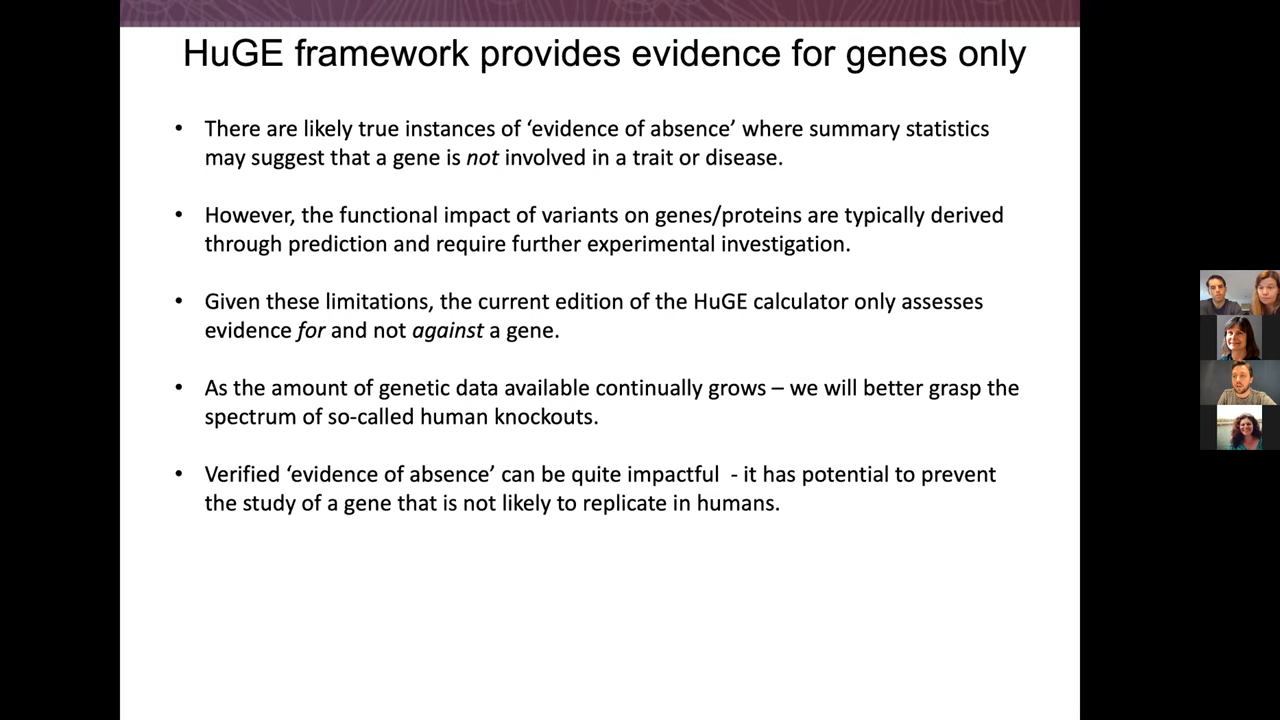 HuGE framework provides evidence for genes only
• There are likely true instances of ‘evidence of absence’ where summary statistics
may suggest that a gene is not involved in a trait or disease.
• However, the functional impact of variants on genes/proteins are typically derived
through prediction and require further experimental investigation.
• Given these limitations, the current edition of the HuGE calculator only assesses
evidence for and not against a gene.
• As the amount of genetic data available continually grows – we will better grasp the
spectrum of so-called human knockouts.
• Verified ‘evidence of absence’ can be quite impactful  - it has potential to prevent
the study of a gene that is not likely to replicate in humans.